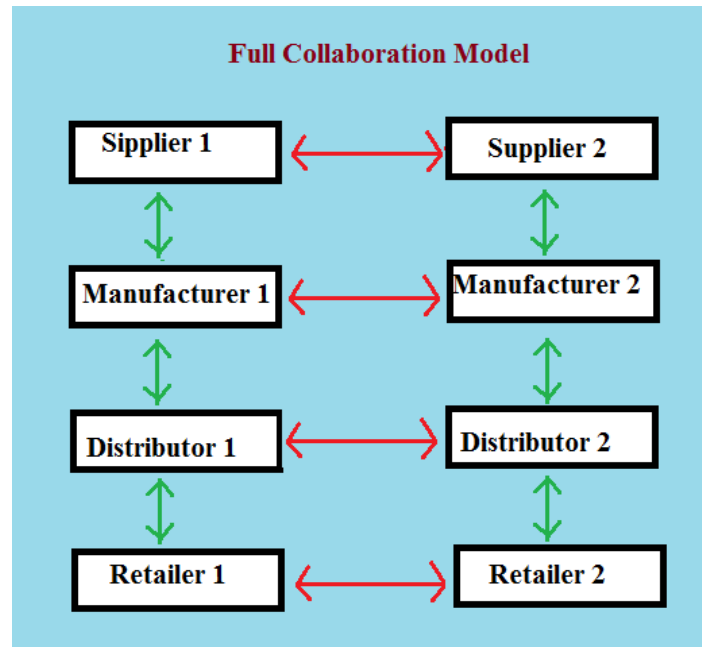 Full Collaboration Model
Sipplier 1
Supplier 2
Manufacturer 1
Manufacturer 2
Distributor 1
Distributor 2
Retailer 1
Retailer 2